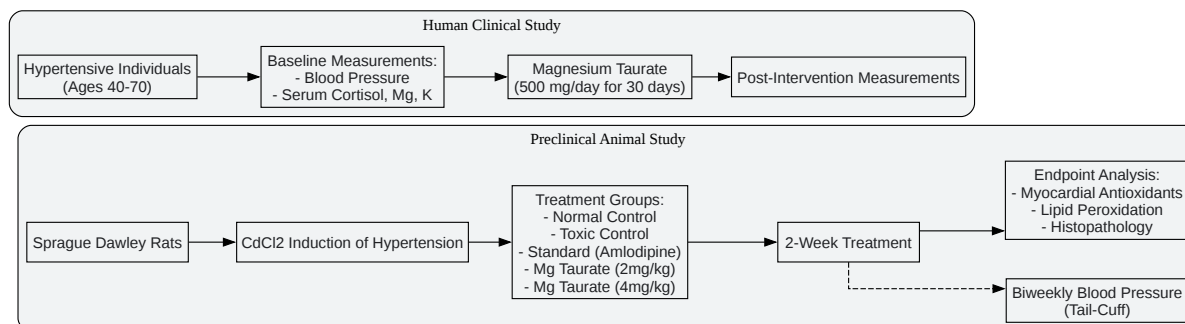 Human Clinical Study
Hypertensive Individuals
(Ages 40-70)
Baseline Measurements:
- Blood Pressure
- Serum Cortisol, Mg, K
Magnesium Taurate
(500 mg/day for 30 days)
Post-Intervention Measurements
Preclinical Animal Study
Sprague Dawley Rats
CdCl2 Induction of Hypertension
Treatment Groups:
- Normal Control
- Toxic Control
- Standard (Amlodipine)
- Mg Taurate (2mg/kg)
- Mg Taurate (4mg/kg)
2-Week Treatment
Endpoint Analysis:
- Myocardial Antioxidants
- Lipid Peroxidation
- Histopathology
Biweekly Blood Pressure
(Tail-Cuff)